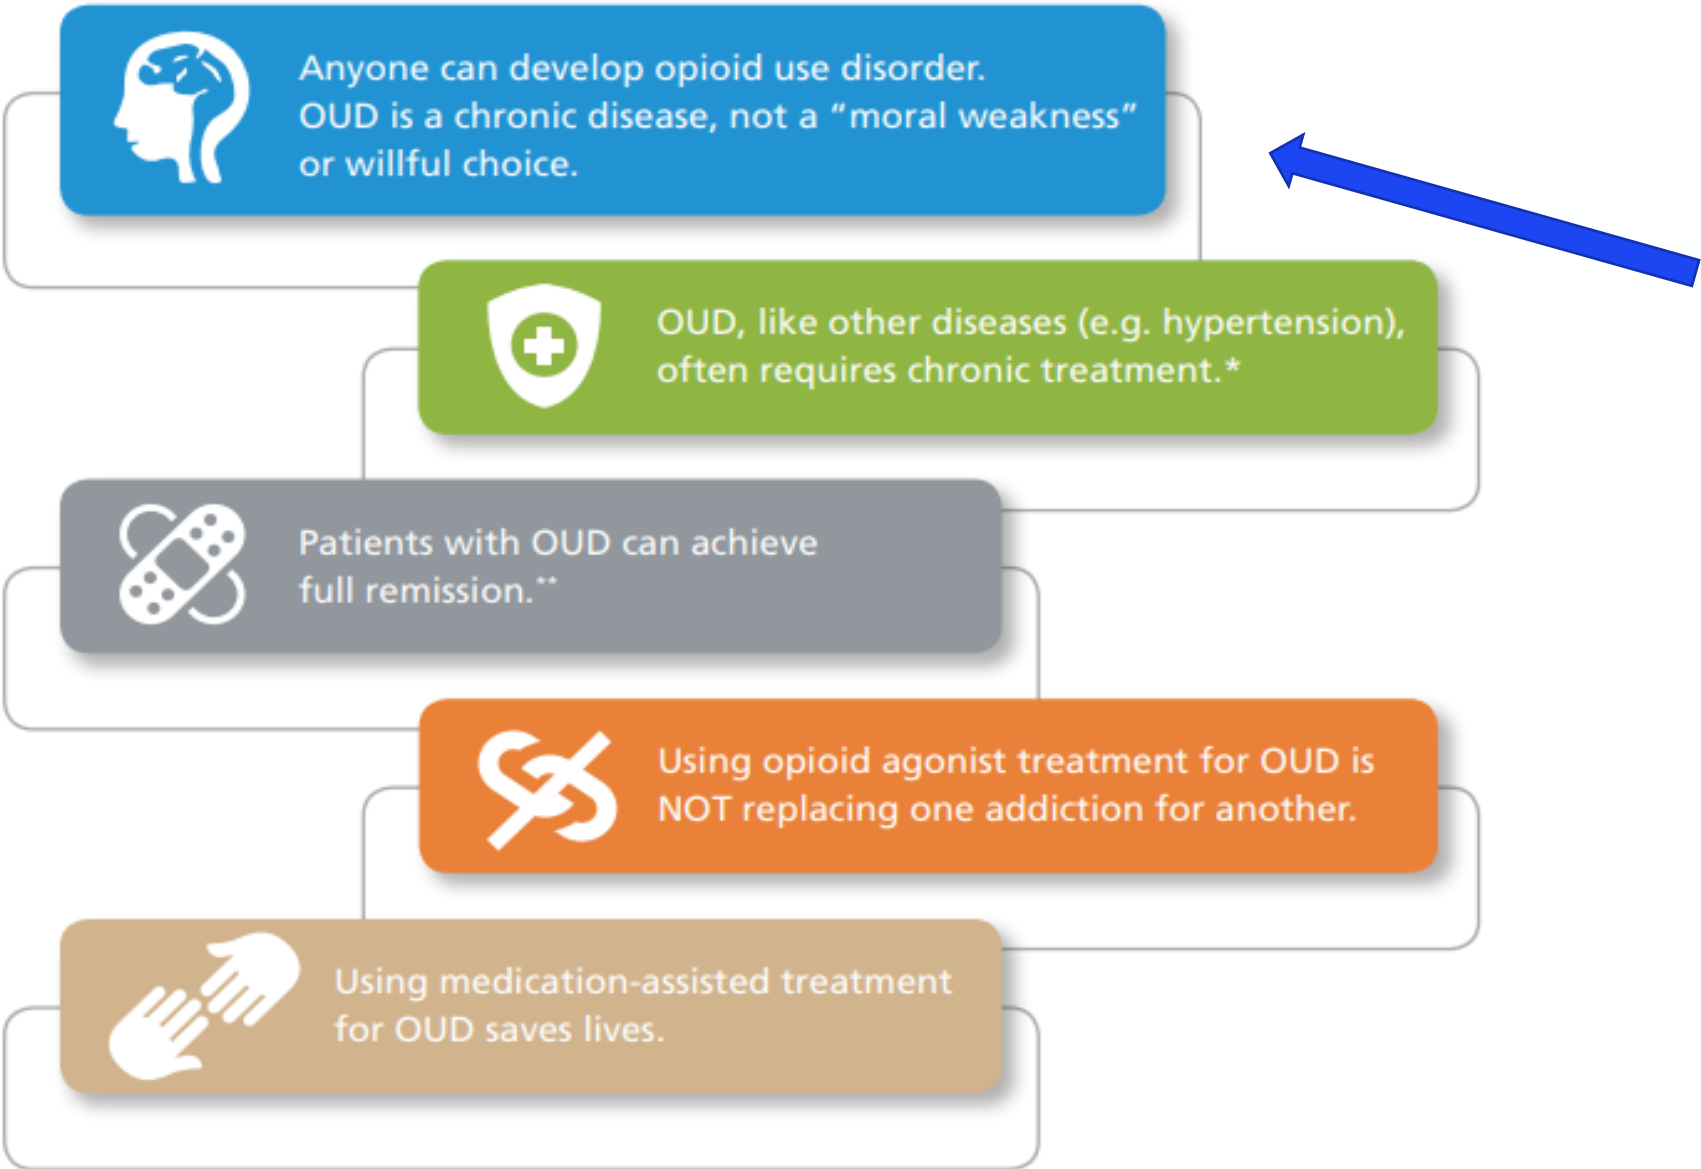 Anyone can develop opioid use disorder.
OUD is a chronic disease, not a “moral weakness”
or willful choice.
OUD, like other diseases (e.g. hypertension),
often requires chronic treatment.*
Patients with OUD can achieve
full remission.**
Using opioid agonist treatment for OUD is
NOT replacing one addiction for another.
Using medication-assisted treatment
for OUD saves lives.